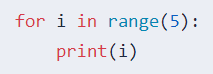 for i in range(5):
    print(i)